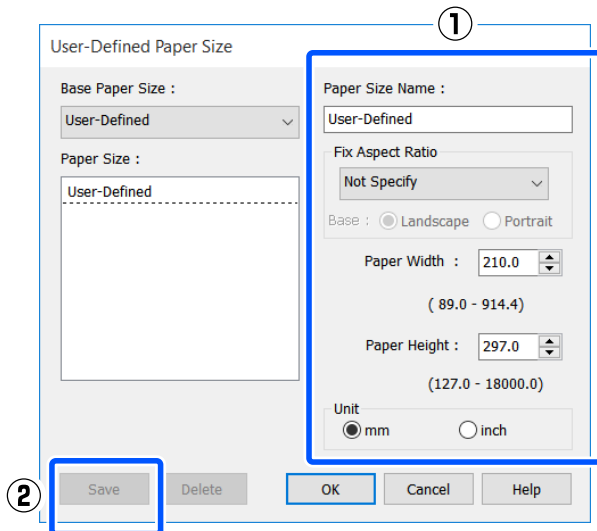 ①
User-Defined Paper Size
Base Paper Size :
User-Defined
Paper Size :
User-Defined
Paper Size Name :
User-Defined
Fix Aspect Ratio
Not Specify
Base : Landscape Portrait
Paper Width : 210.0
( 89.0 - 914.4)
Paper Height : 297.0
(127.0 - 18000.0)
Unit
mm inch
②
Save Delete OK Cancel Help